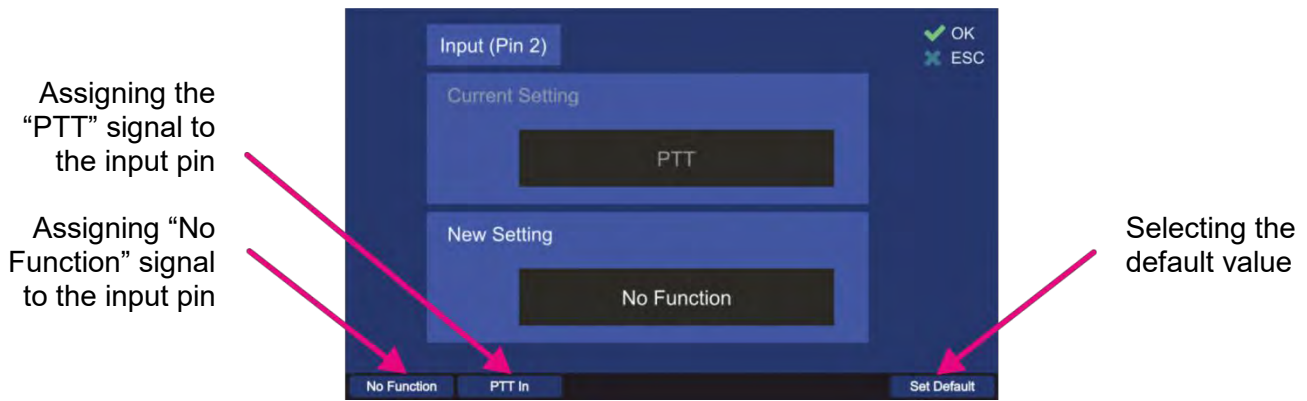 Assigning the
“PTT” signal to
the input pin
Assigning “No
Function” signal
to the input pin
Input (Pin 2)
OK
ESC
Current Setting
PTT
New Setting
No Function
No Function
PTT In
Set Default
Selecting the
default value